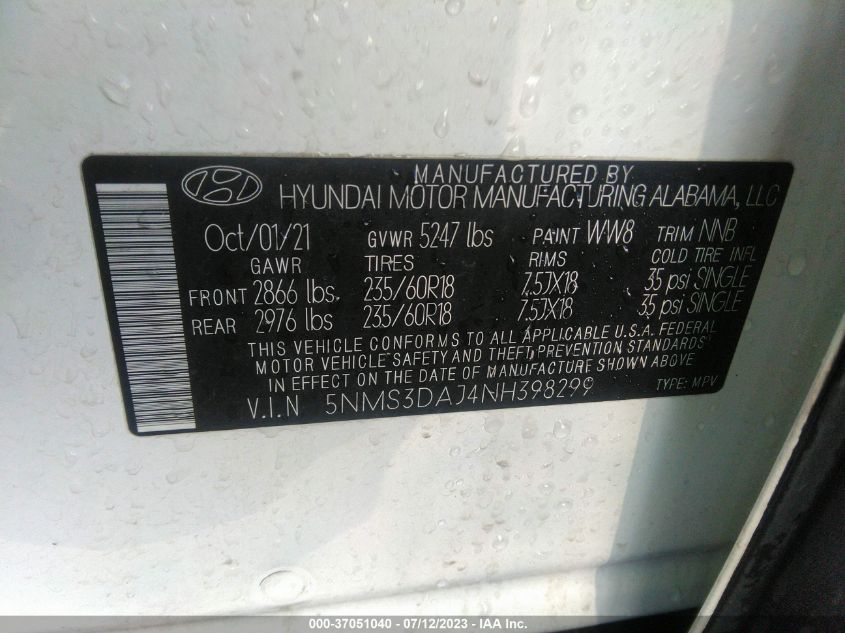 MANUFACTURED BY
HYUNDAI MOTOR MANUFACTURING ALABAMA, LLC
Oct/01/21 GVWR 5247 lbs PAINT WW8 TRIM NNB
GAWR TIRES RIMS COLD TIRE INFL
FRONT 2866 lbs. 235/60R18 7.5JX18 35 psi SINGLE
REAR 2976 lbs 235/60R18 7.5JX18 35 psi SINGLE
THIS VEHICLE CONFORMS TO ALL APPLICABLE U.S.A. FEDERAL
MOTOR VEHICLE SAFETY AND THEFT PREVENTION STANDARDS
IN EFFECT ON THE DATE OF MANUFACTURE SHOWN ABOVE
V.I.N 5NMS3DAJ4NH398299 TYPE: MPV
000-37051040 - 07/12/2023 - IAA Inc.